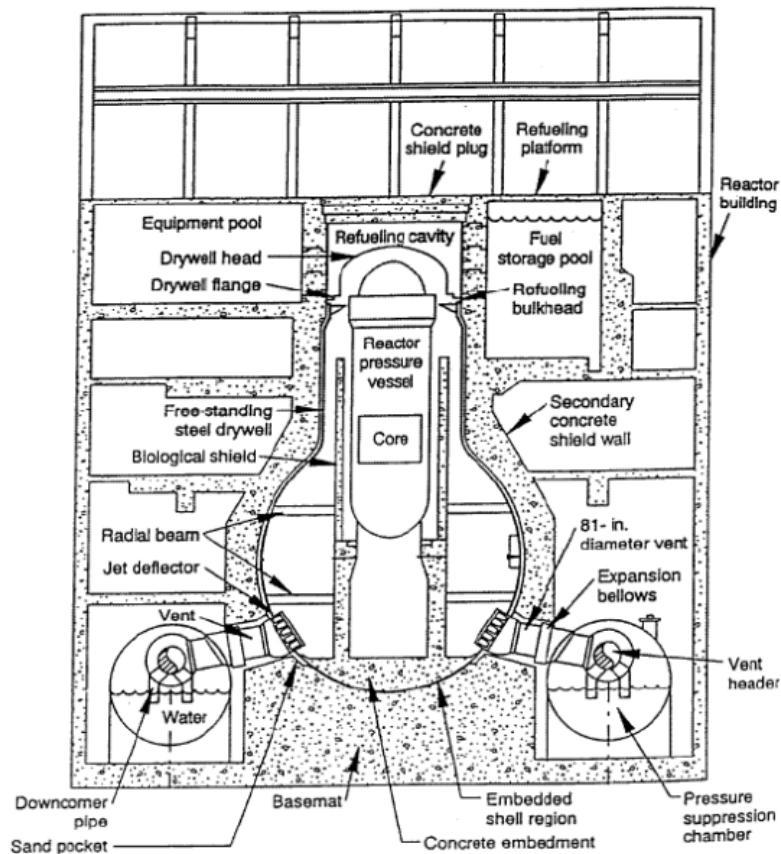 Concrete
shield plug
Refueling
platform
Reactor
building
Equipment pool
Refueling cavity
Fuel
storage pool
Drywell head
Drywell flange
Refueling
bulkhead
Reactor
pressure
vessel
Free-standing
steel drywell
Secondary
concrete
shield wall
Core
Biological shield
81- in.
diameter vent
Radial beam
Jet deflector
Expansion
bellows
Vent
Vent
header
Water
Downcomer
pipe
Basemat
Embedded
shell region
Pressure
suppression
chamber
Sand pocket
Concrete embedment